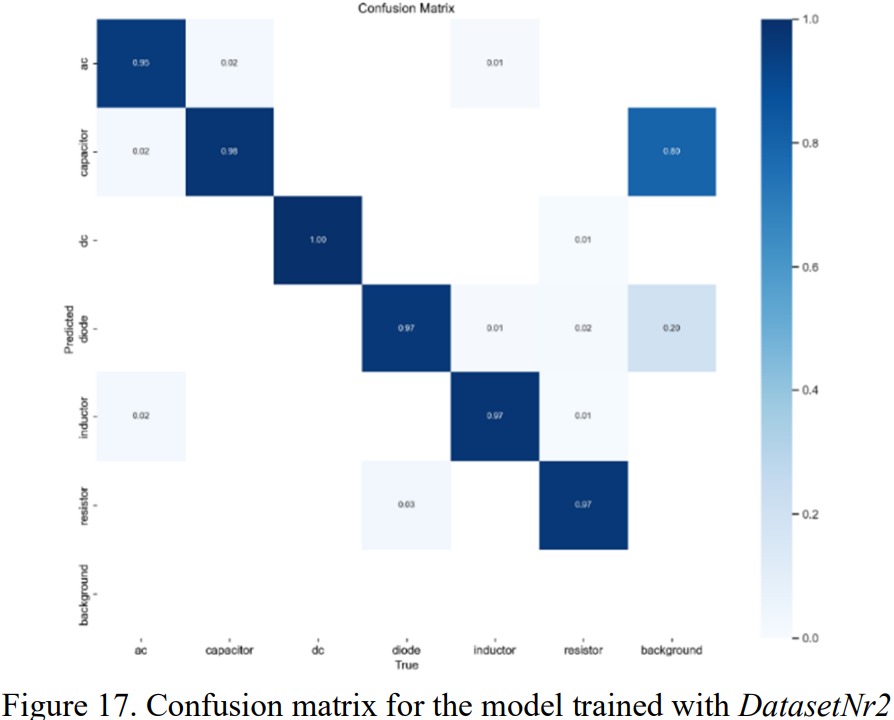 Confusion Matrix
1.0
ac
0.95 0.02 0.01
0.8
capacitor
0.02 0.98 0.80
dc
1.00 0.01
0.6
Predicted
diode
0.97 0.01 0.02 0.20
0.4
inductor
0.02 0.97 0.01
0.2
resistor
0.03 0.97
background
0.0
ac capacitor dc diode inductor resistor background
True
Figure 17. Confusion matrix for the model trained with DatasetNr2